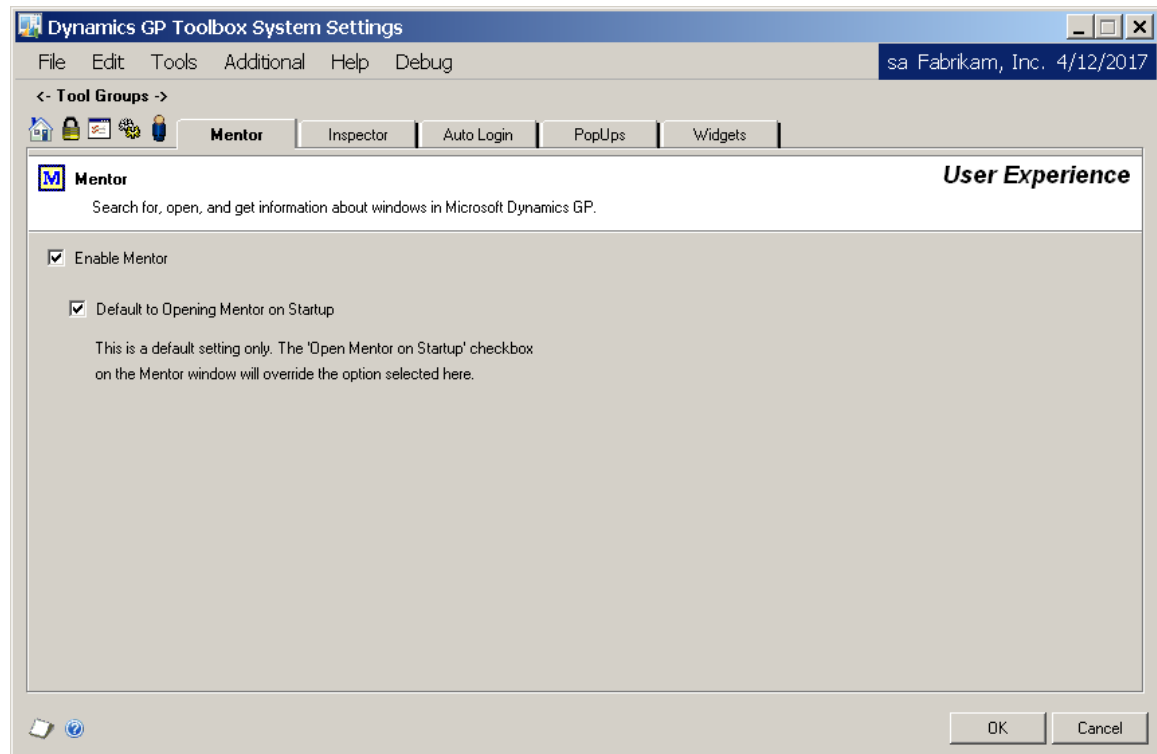 Dynamics GP Toolbox System Settings
File Edit Tools Additional Help Debug sa Fabrikam, Inc. 4/12/2017
<- Tool Groups ->
Mentor Inspector Auto Login PopUps Widgets
M Mentor User Experience
Search for, open, and get information about windows in Microsoft Dynamics GP.
Enable Mentor
Default to Opening Mentor on Startup
This is a default setting only. The 'Open Mentor on Startup' checkbox
on the Mentor window will override the option selected here.
OK Cancel